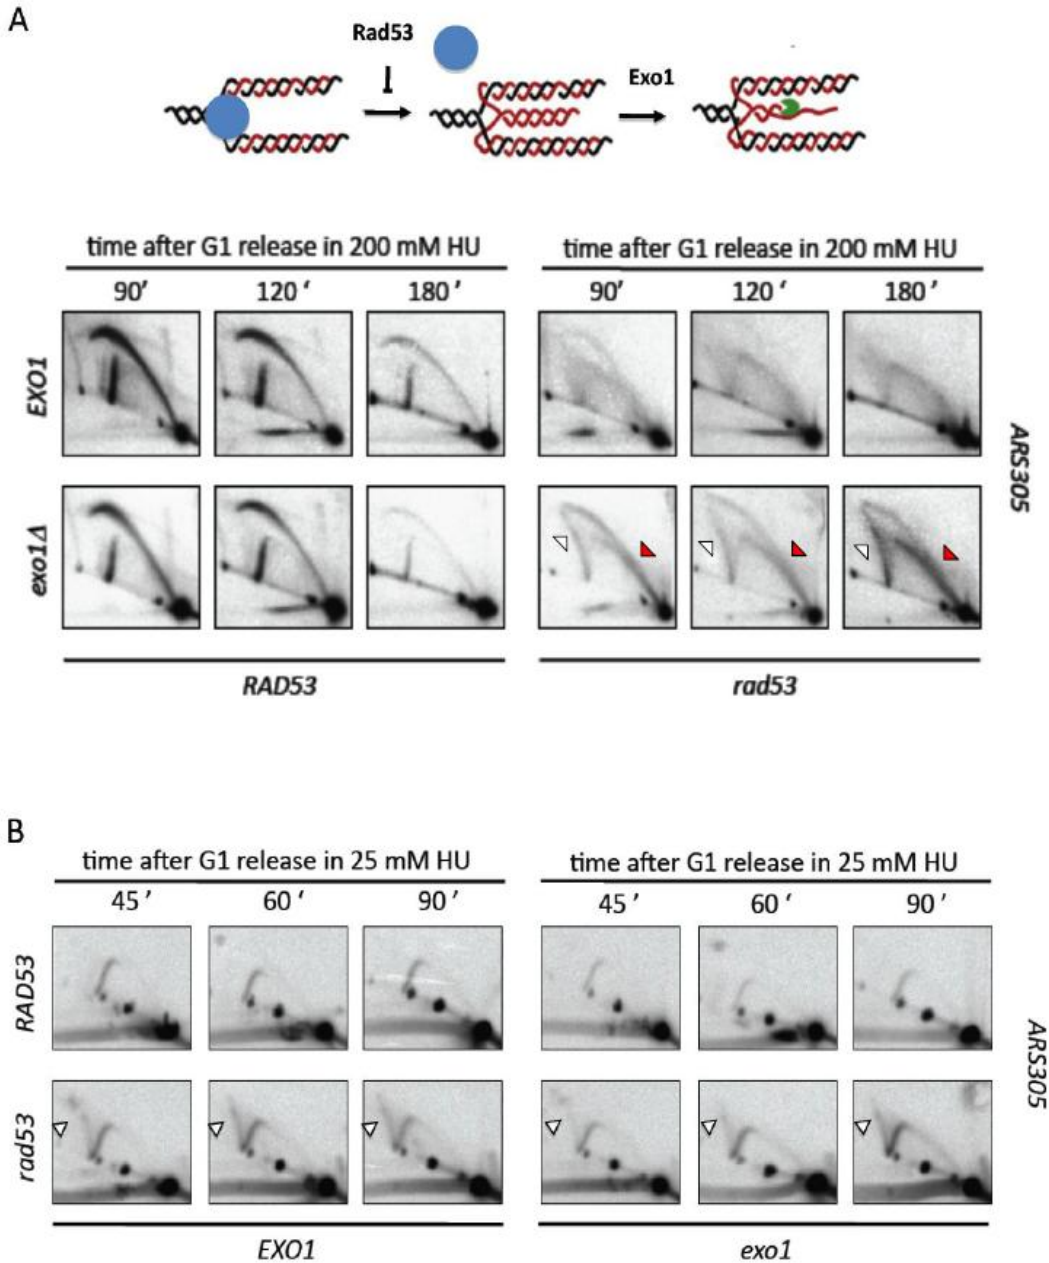 A
Rad53
Exo1
time after G1 release in 200 mM HU
time after G1 release in 200 mM HU
90′ 120 ‘ 180 ’ 90′ 120 ‘ 180 ’
EXO1
ARS305
exo1Δ
RAD53 rad53
B
time after G1 release in 25 mM HU
time after G1 release in 25 mM HU
45 ’ 60 ‘ 90 ’ 45 ’ 60 ‘ 90 ’
RAD53
ARS305
rad53
EXO1 exo1